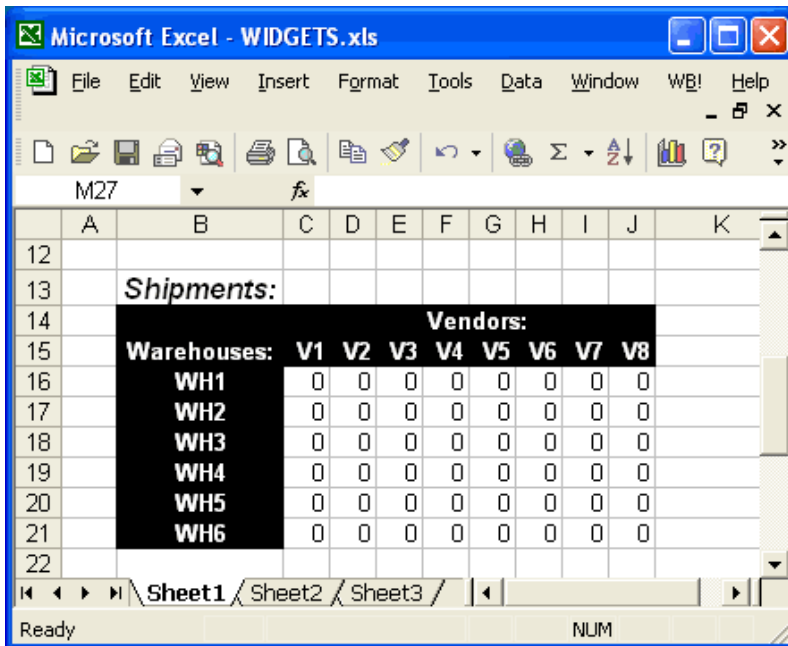 Microsoft Excel - WIDGETS.xls
File Edit View Insert Format Tools Data Window WB! Help
M27 fx
A B C D E F G H I J K
12
13 Shipments:
14 Vendors:
15 Warehouses: V1 V2 V3 V4 V5 V6 V7 V8
16 WH1 0 0 0 0 0 0 0 0
17 WH2 0 0 0 0 0 0 0 0
18 WH3 0 0 0 0 0 0 0 0
19 WH4 0 0 0 0 0 0 0 0
20 WH5 0 0 0 0 0 0 0 0
21 WH6 0 0 0 0 0 0 0 0
22
Sheet1 Sheet2 Sheet3
Ready NUM